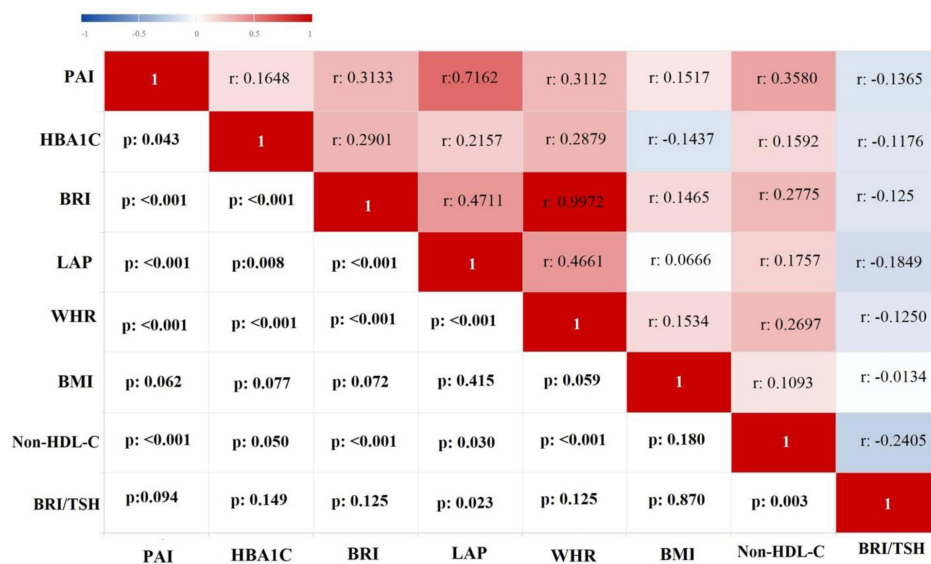 -1 -0.5 0 0.5 1
PAI 1 r: 0.1648 r: 0.3133 r:0.7162 r: 0.3112 r: 0.1517 r: 0.3580 r: -0.1365
HBA1C p: 0.043 1 r: 0.2901 r: 0.2157 r: 0.2879 r: -0.1437 r: 0.1592 r: -0.1176
BRI p: <0.001 p: <0.001 1 r: 0.4711 r: 0.9972 r: 0.1465 r: 0.2775 r: -0.125
LAP p: <0.001 p:0.008 p: <0.001 1 r: 0.4661 r: 0.0666 r: 0.1757 r: -0.1849
WHR p: <0.001 p: <0.001 p: <0.001 p: <0.001 1 r: 0.1534 r: 0.2697 r: -0.1250
BMI p: 0.062 p: 0.077 p: 0.072 p: 0.415 p: 0.059 1 r: 0.1093 r: -0.0134
Non-HDL-C p: <0.001 p: 0.050 p: <0.001 p: 0.030 p: <0.001 p: 0.180 1 r: -0.2405
BRI/TSH p:0.094 p: 0.149 p: 0.125 p: 0.023 p: 0.125 p: 0.870 p: 0.003 1
PAI HBA1C BRI LAP WHR BMI Non-HDL-C BRI/TSH